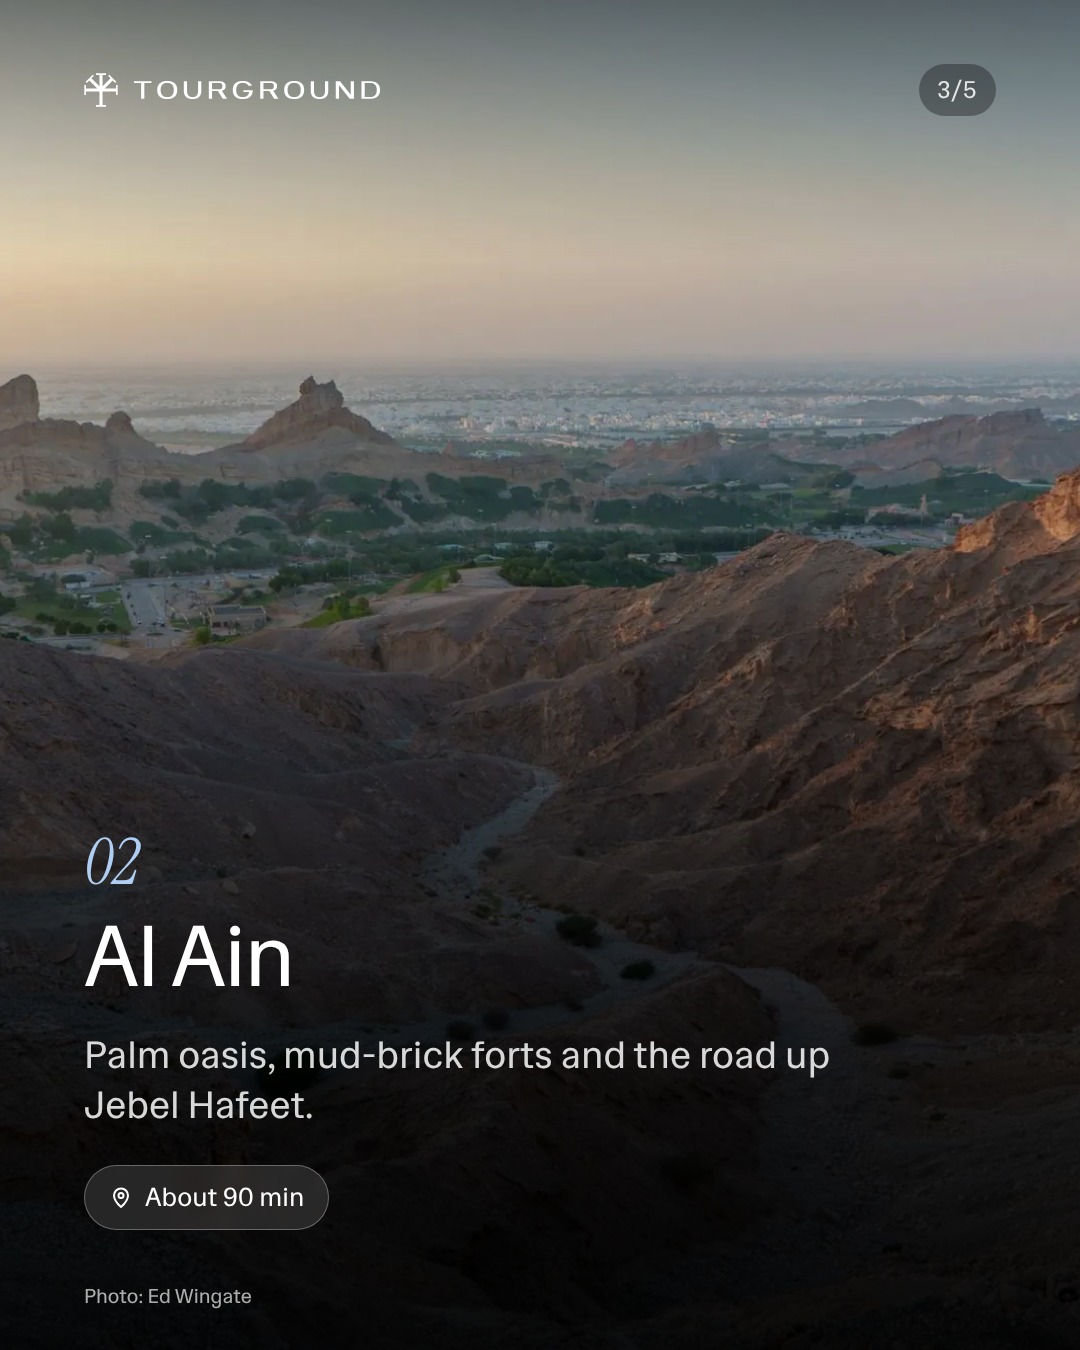 TOURGROUND
3/5
02
Al Ain
Palm oasis, mud-brick forts and the road up
Jebel Hafeet.
About 90 min
Photo: Ed Wingate